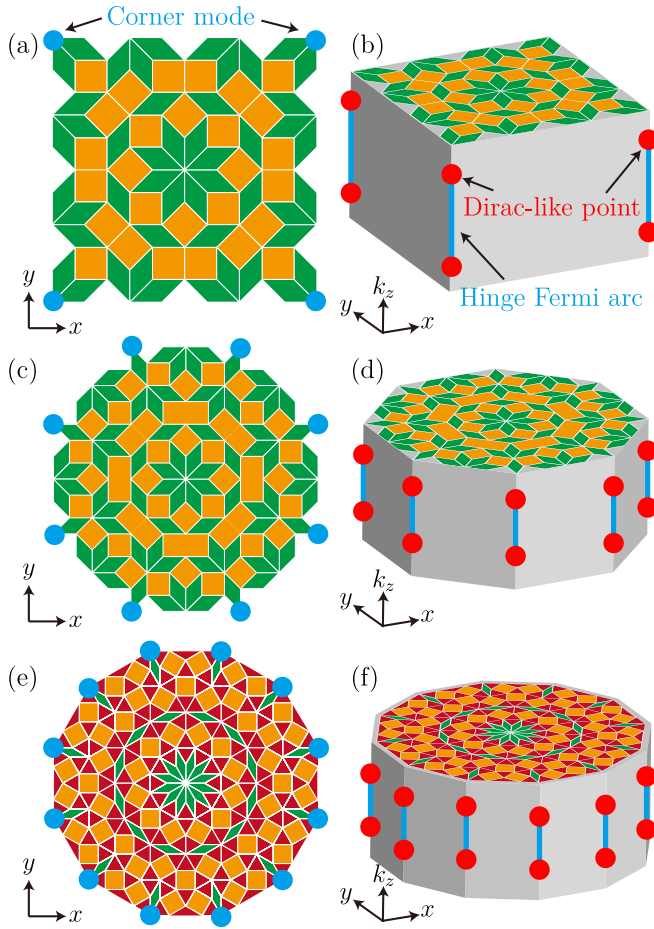 (a) Corner mode (b)
Dirac-like point
Hinge Fermi arc
y
x
k_z
y
x
(c) (d)
y
x
k_z
y
x
(e) (f)
y
x
k_z
y
x